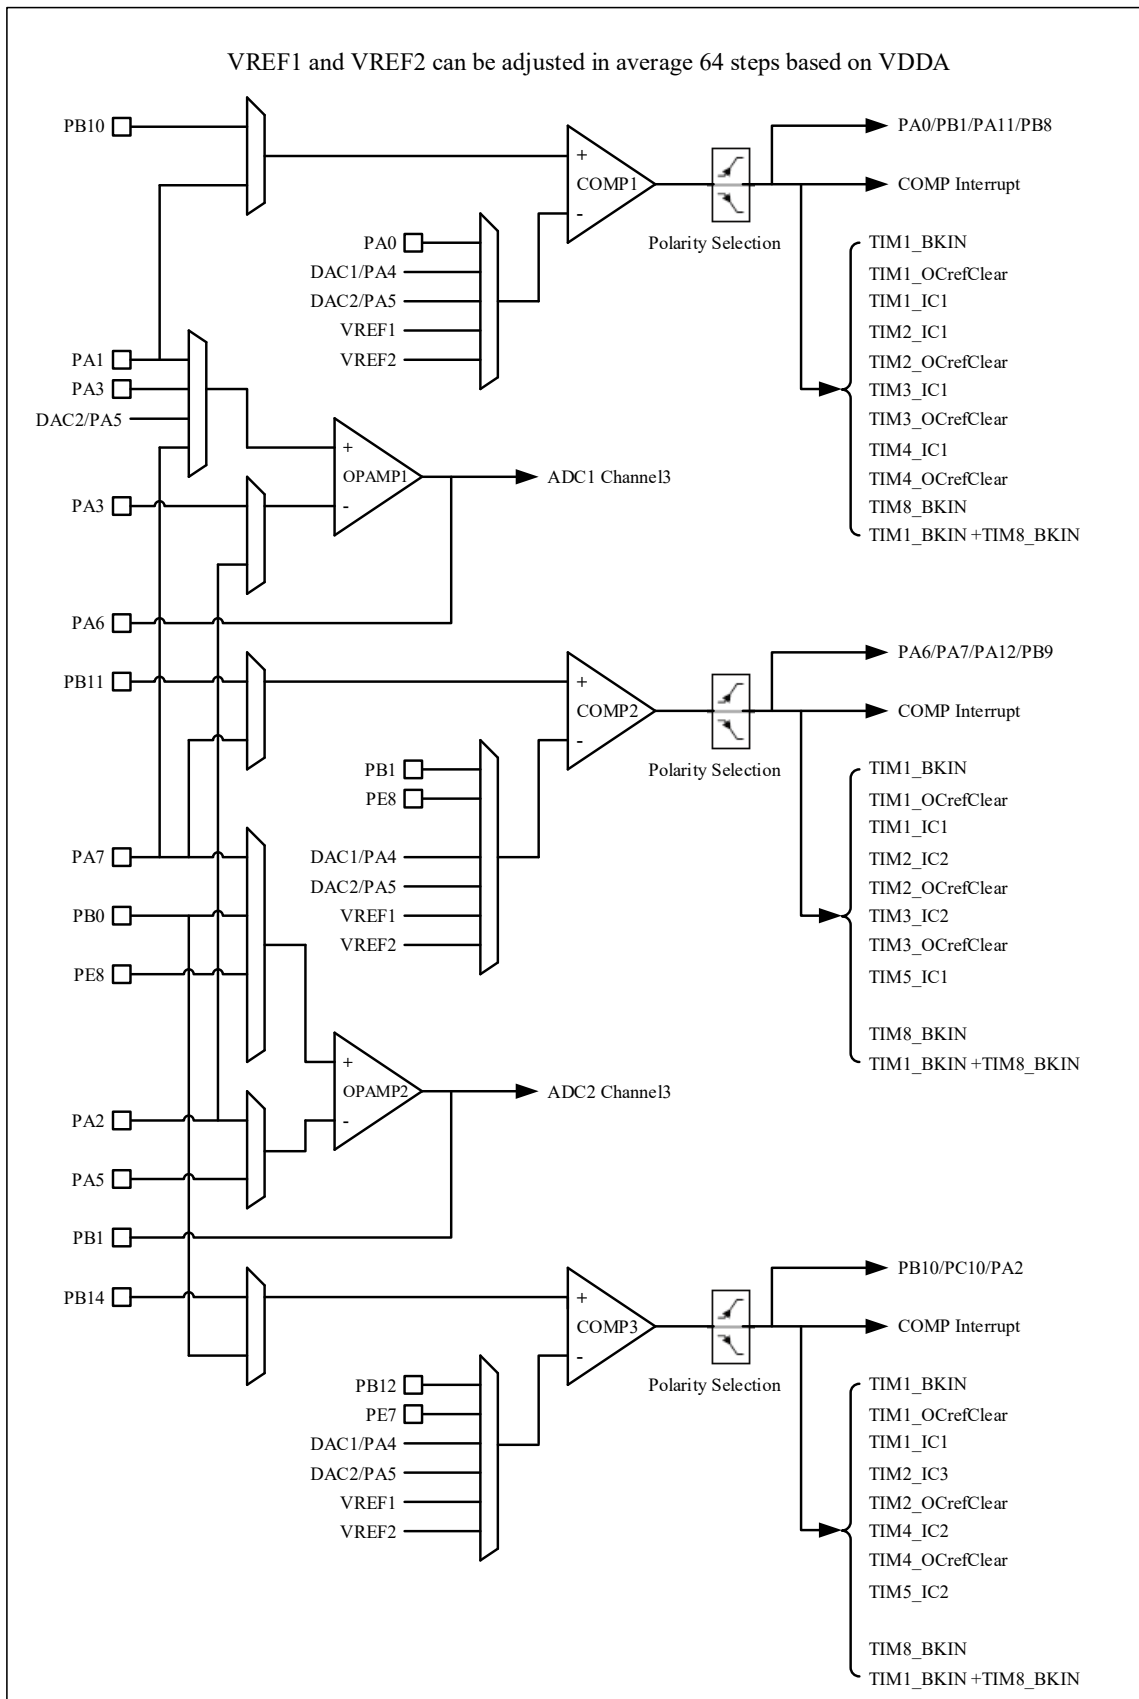 VREF1 and VREF2 can be adjusted in average 64 steps based on VDDA
PB10
PA0/PB1/PA11/PB8
+
COMP1
-
COMP Interrupt
Polarity Selection
PA0
DAC1/PA4
DAC2/PA5
VREF1
VREF2
TIM1_BKIN
TIM1_OCrefClear
TIM1_IC1
TIM2_IC1
TIM2_OCrefClear
TIM3_IC1
TIM3_OCrefClear
TIM4_IC1
TIM4_OCrefClear
TIM8_BKIN
TIM1_BKIN +TIM8_BKIN
PA1
PA3
DAC2/PA5
+
OPAMP1
-
ADC1 Channel3
PA3
PA6
PB11
PA6/PA7/PA12/PB9
+
COMP2
-
COMP Interrupt
Polarity Selection
PB1
PE8
DAC1/PA4
DAC2/PA5
VREF1
VREF2
TIM1_BKIN
TIM1_OCrefClear
TIM1_IC1
TIM2_IC2
TIM2_OCrefClear
TIM3_IC2
TIM3_OCrefClear
TIM5_IC1
TIM8_BKIN
TIM1_BKIN +TIM8_BKIN
PA7
PB0
PE8
+
OPAMP2
-
ADC2 Channel3
PA2
PA5
PB1
PB14
PB10/PC10/PA2
+
COMP3
-
COMP Interrupt
Polarity Selection
PB12
PE7
DAC1/PA4
DAC2/PA5
VREF1
VREF2
TIM1_BKIN
TIM1_OCrefClear
TIM1_IC1
TIM2_IC3
TIM2_OCrefClear
TIM4_IC2
TIM4_OCrefClear
TIM5_IC2
TIM8_BKIN
TIM1_BKIN +TIM8_BKIN